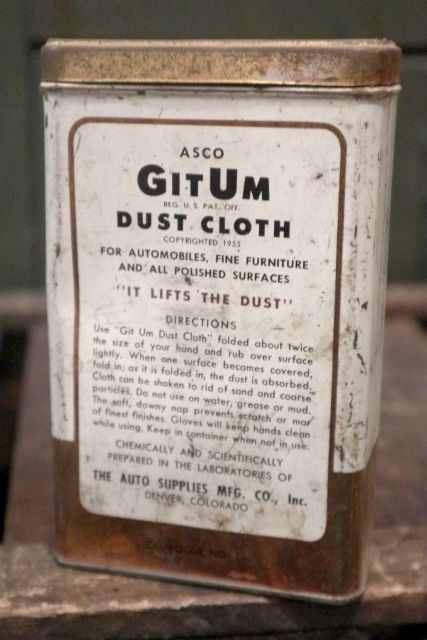 ASCO
GITUM
REG. U.S. PAT. OFF.
DUST CLOTH
COPYRIGHTED 1955
FOR AUTOMOBILES, FINE FURNITURE
AND ALL POLISHED SURFACES
"IT LIFTS THE DUST"
DIRECTIONS
Use "Git Um Dust Cloth" folded about twice
the size of your hand and rub over surface
lightly. When one surface becomes covered,
fold in; as it is folded in, the dust is absorbed.
Cloth can be shaken to rid of sand and coarse
particles. Do not use on water, grease or mud.
The soft, downy nap prevents scratch or mar
of finest finishes. Gloves will keep hands clean
while using. Keep in container when not in use.
CHEMICALLY AND SCIENTIFICALLY
PREPARED IN THE LABORATORIES OF
THE AUTO SUPPLIES MFG. CO., Inc.
DENVER, COLORADO
NO.